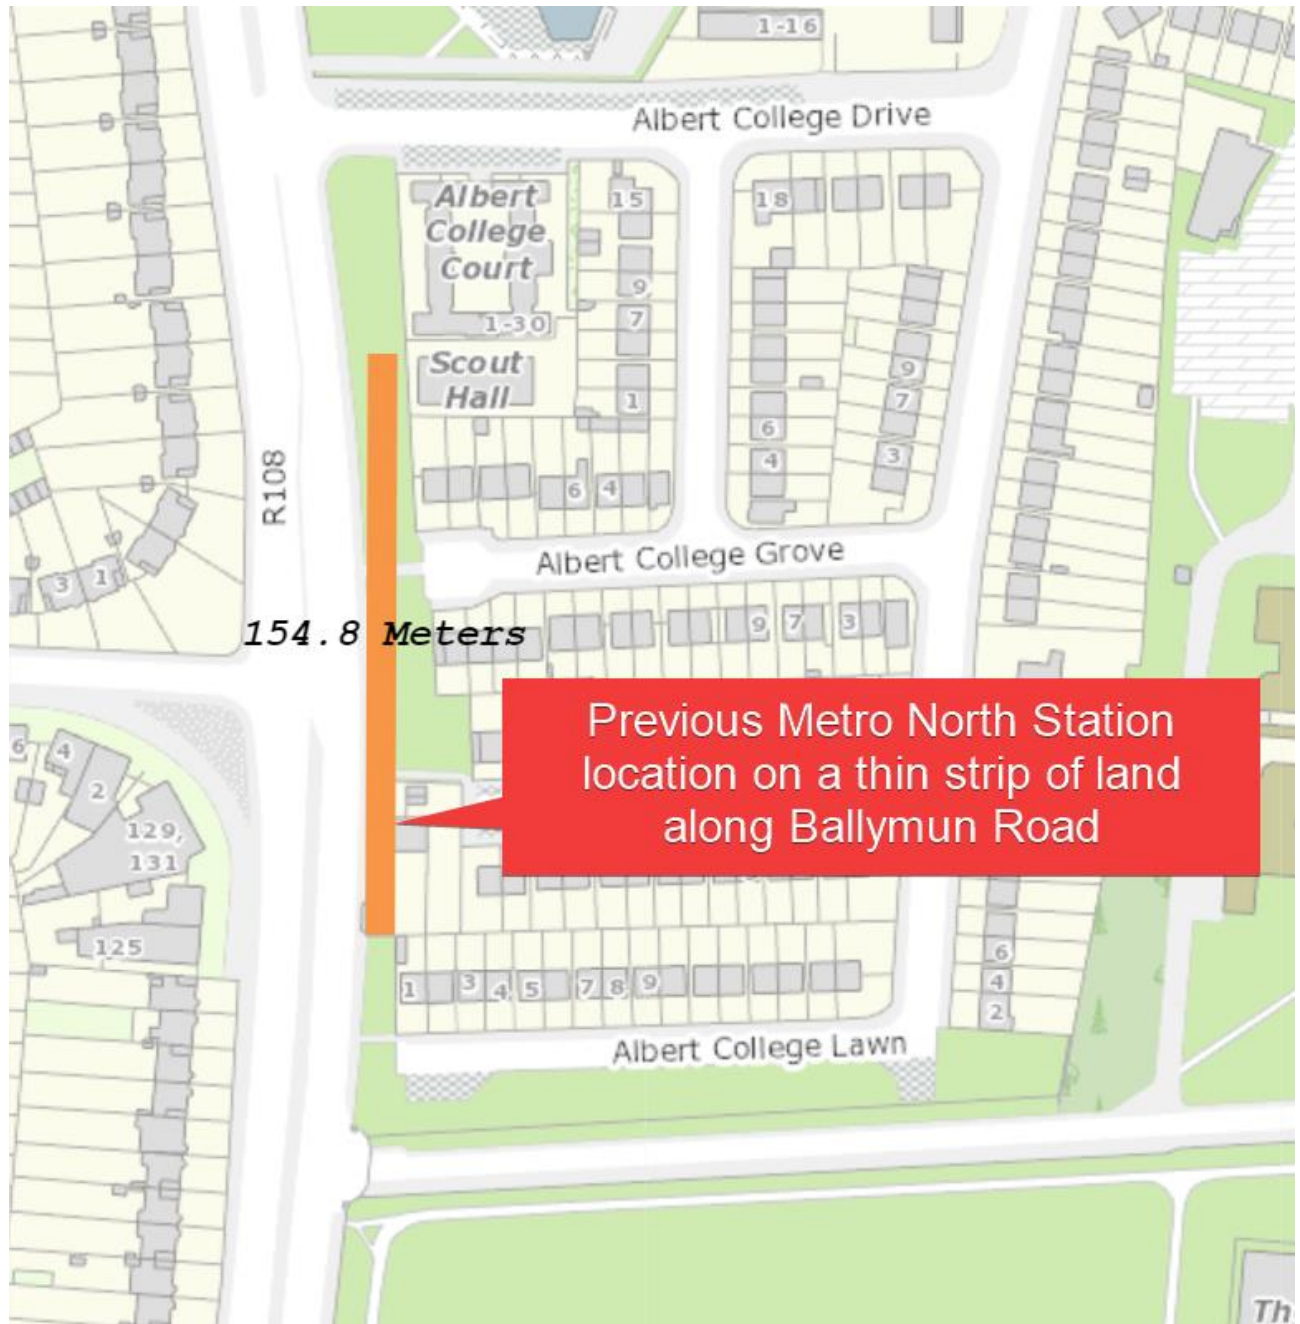 1-16
Albert College Drive
Albert
College
Court
15
18
9
1-30
7
Scout
Hall
9
1
7
6
R108
4
3
6 4
Albert College Grove
3 1
9 7 3
154.8 Meters
Previous Metro North Station
location on a thin strip of land
along Ballymun Road
6 4
2
129,
131
125
6
4
2
1 3 4 5 7 8 9
Albert College Lawn
Th